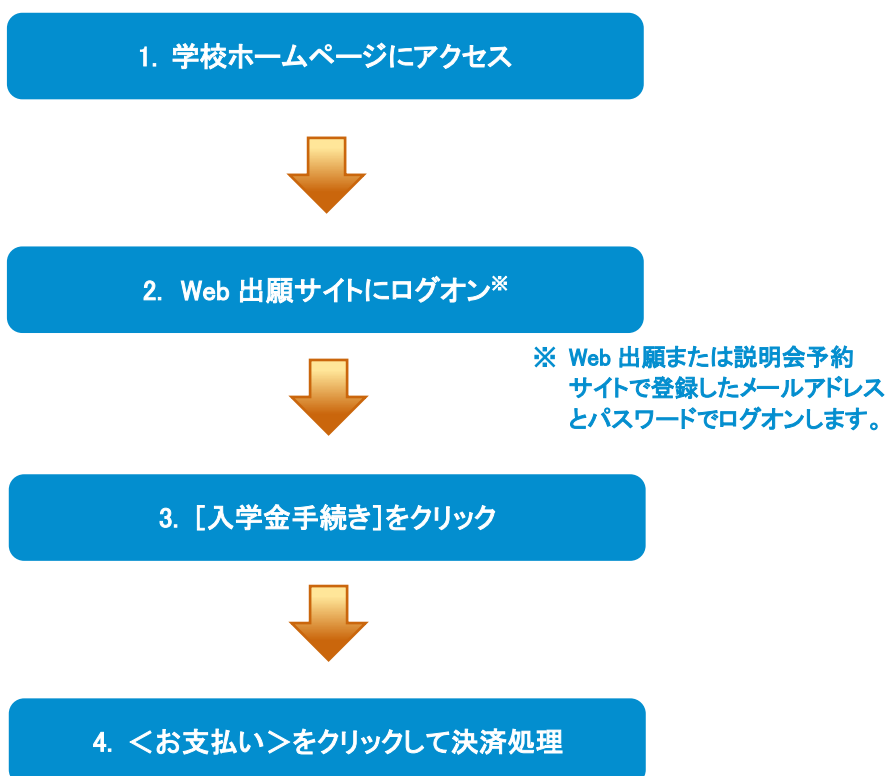 1. 学校ホームページにアクセス
2. Web 出願サイトにログオン※
※ Web 出願または説明会予約
サイトで登録したメールアドレス
とパスワードでログオンします。
3. [入学金手続き]をクリック
4. ＜お支払い＞をクリックして決済処理